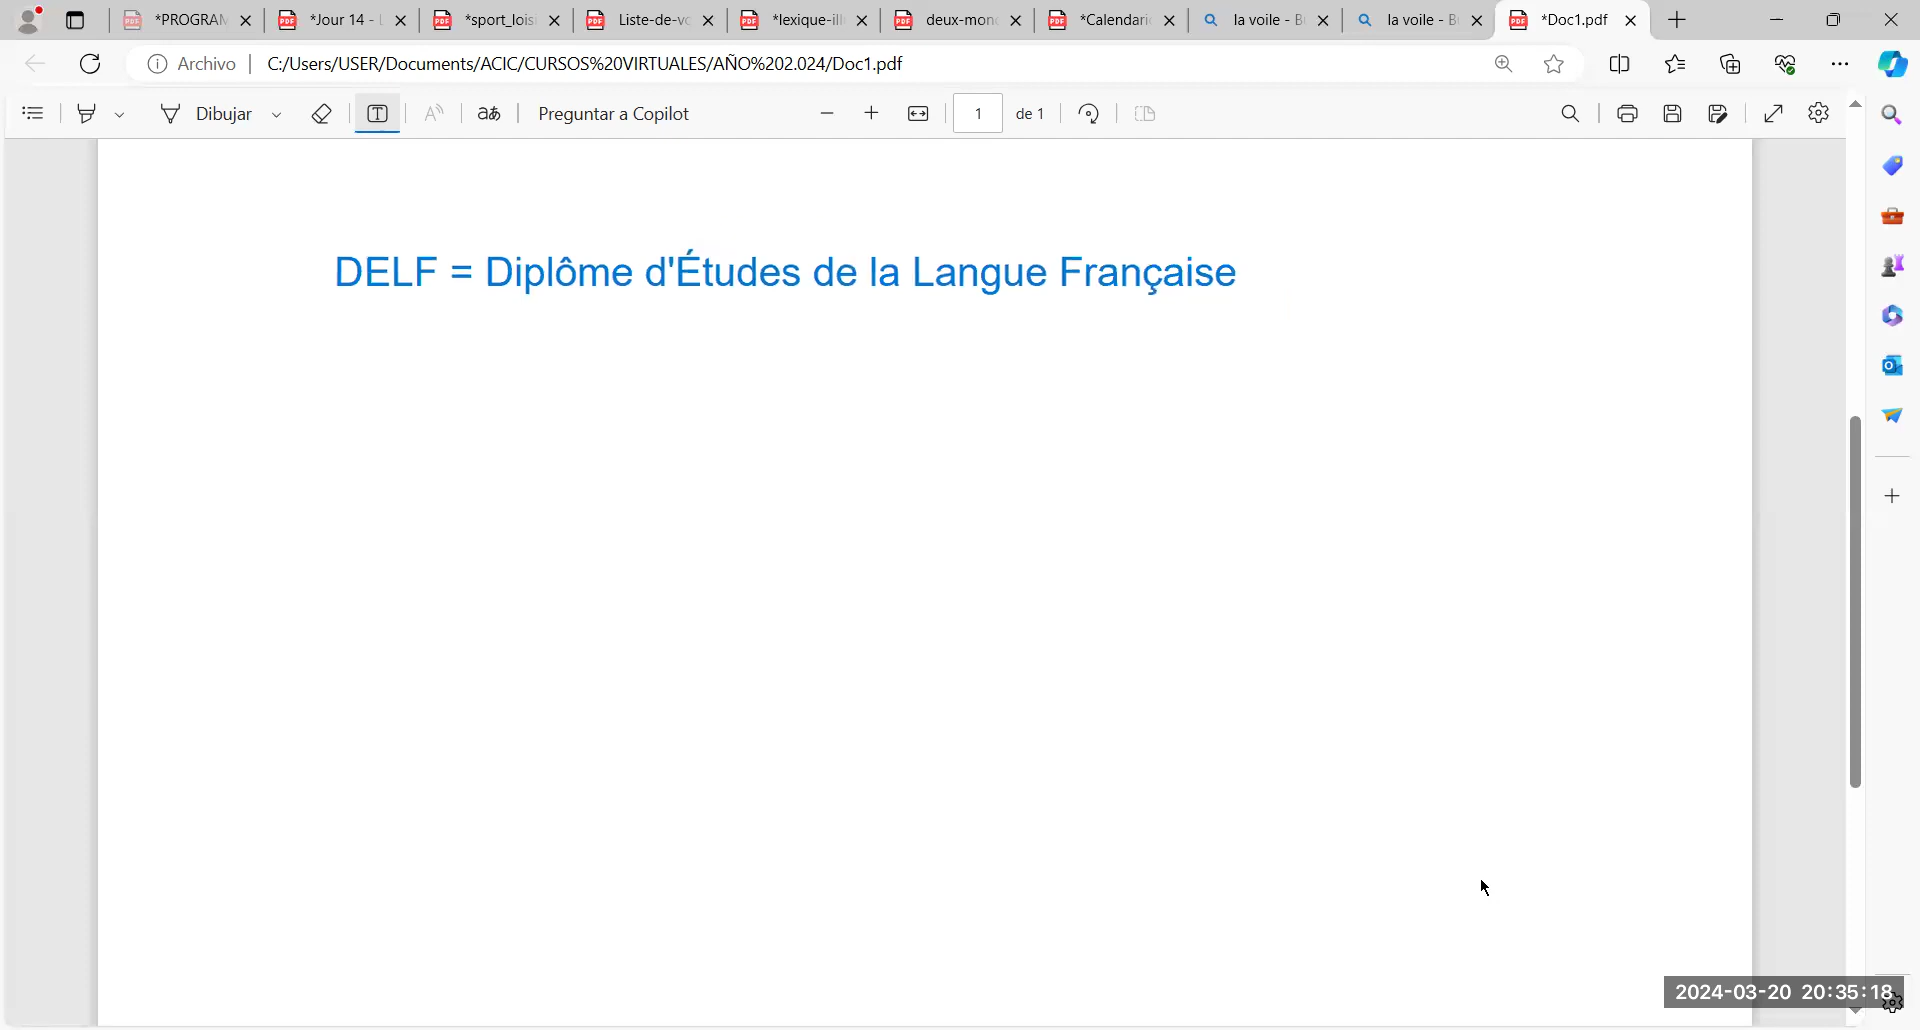 *PROGRAM
*Jour 14 - L
*sport_lois
Liste-de-vo
*lexique-ill
deux-mon
*Calendari
la voile - B
la voile - B
*Doc1.pdf
Archivo
C:/Users/USER/Documents/ACIC/CURSOS%20VIRTUALES/AÑO%202.024/Doc1.pdf
Dibujar
Preguntar a Copilot
1
de 1
DELF = Diplôme d'Études de la Langue Française
2024-03-20 20:35:18